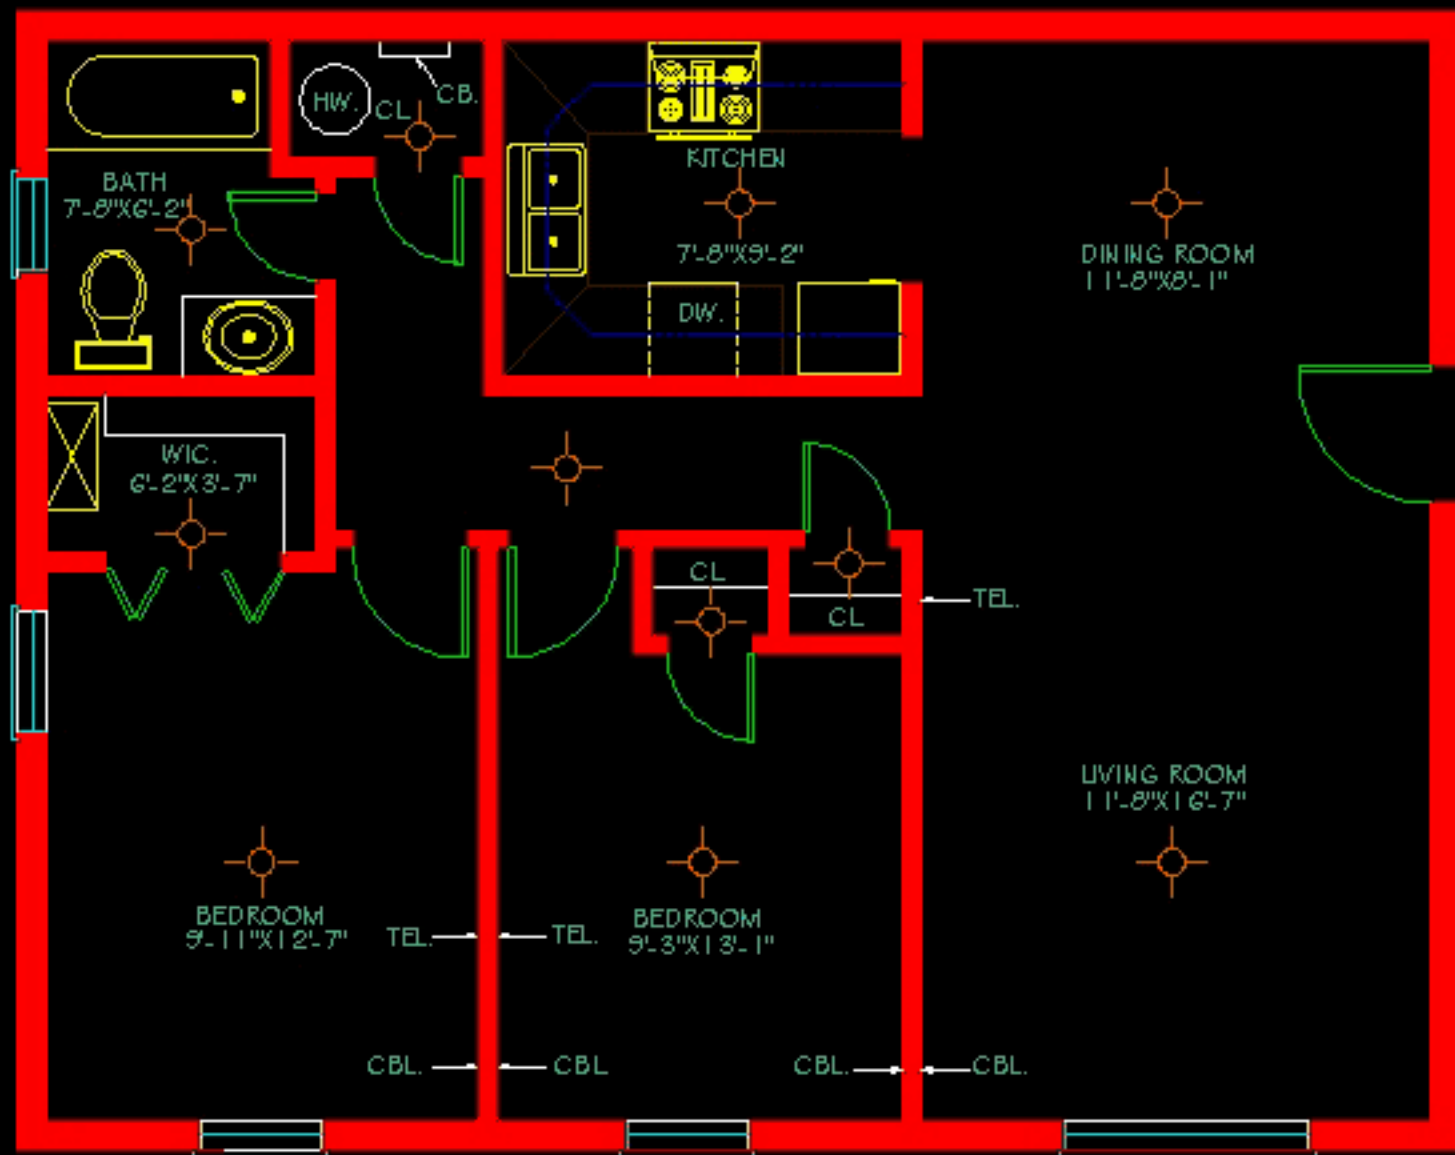 HW.
CL
CB.
BATH
7'-8"X6'-2"
KITCHEN
7'-8"X9'-2"
DW.
DINING ROOM
11'-8"X8'-1"
WIC.
6'-2"X3'-7"
CL
CL
TEL.
LIVING ROOM
11'-8"X16'-7"
BEDROOM
9'-11"X12'-7"
TEL.
TEL.
BEDROOM
9'-3"X13'-1"
CBL.
CBL
CBL.
CBL.